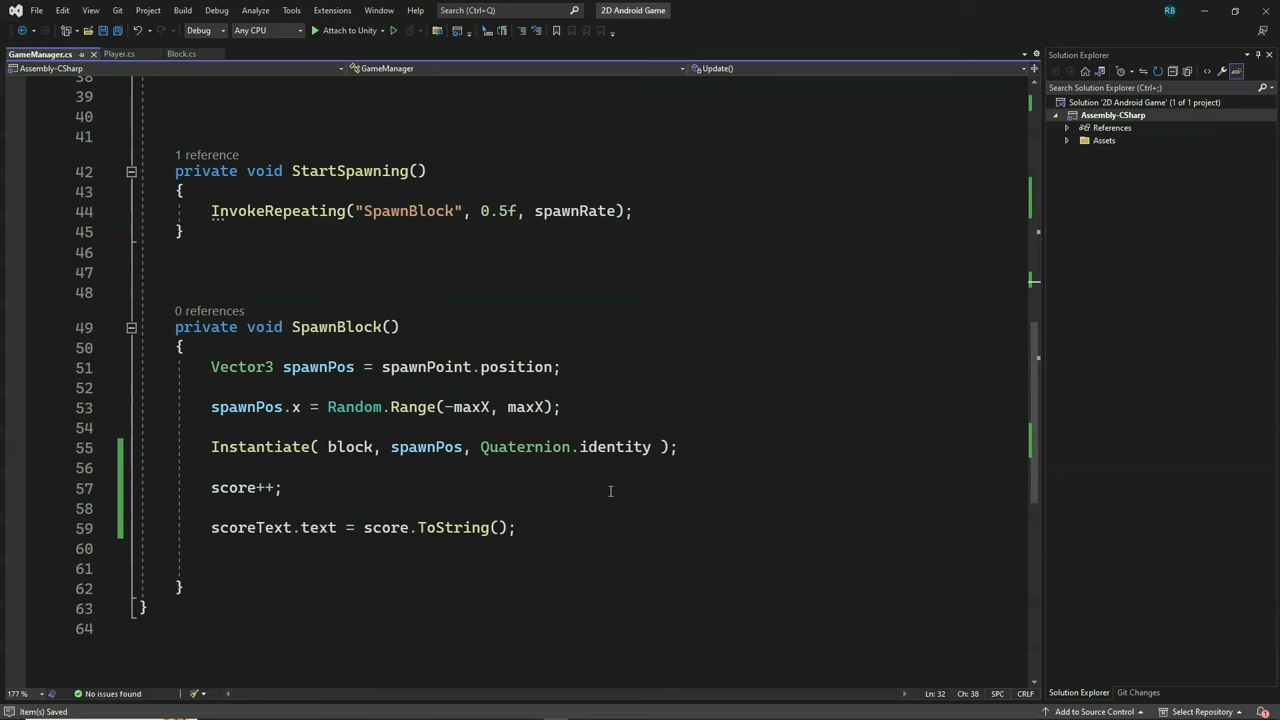 File Edit View Git Project Build Debug Analyze Tools Extensions Window Help Search (Ctrl+Q) 2D Android Game RB
Debug Any CPU Attach to Unity
GameManager.cs Player.cs Block.cs
Assembly-CSharp GameManager Update()
38
39
40
41
1 reference
42 private void StartSpawning()
43 {
44 InvokeRepeating("SpawnBlock", 0.5f, spawnRate);
45 }
46
47
48
0 references
49 private void SpawnBlock()
50 {
51 Vector3 spawnPos = spawnPoint.position;
52
53 spawnPos.x = Random.Range(-maxX, maxX);
54
55 Instantiate( block, spawnPos, Quaternion.identity );
56
57 score++;
58
59 scoreText.text = score.ToString();
60
61
62 }
63 }
64
177 % No issues found Ln: 32 Ch: 38 SPC CRLF
Solution Explorer
Search Solution Explorer (Ctrl+;)
Solution '2D Android Game' (1 of 1 project)
Assembly-CSharp
References
Assets
Solution Explorer Git Changes
Item(s) Saved Add to Source Control Select Repository 1